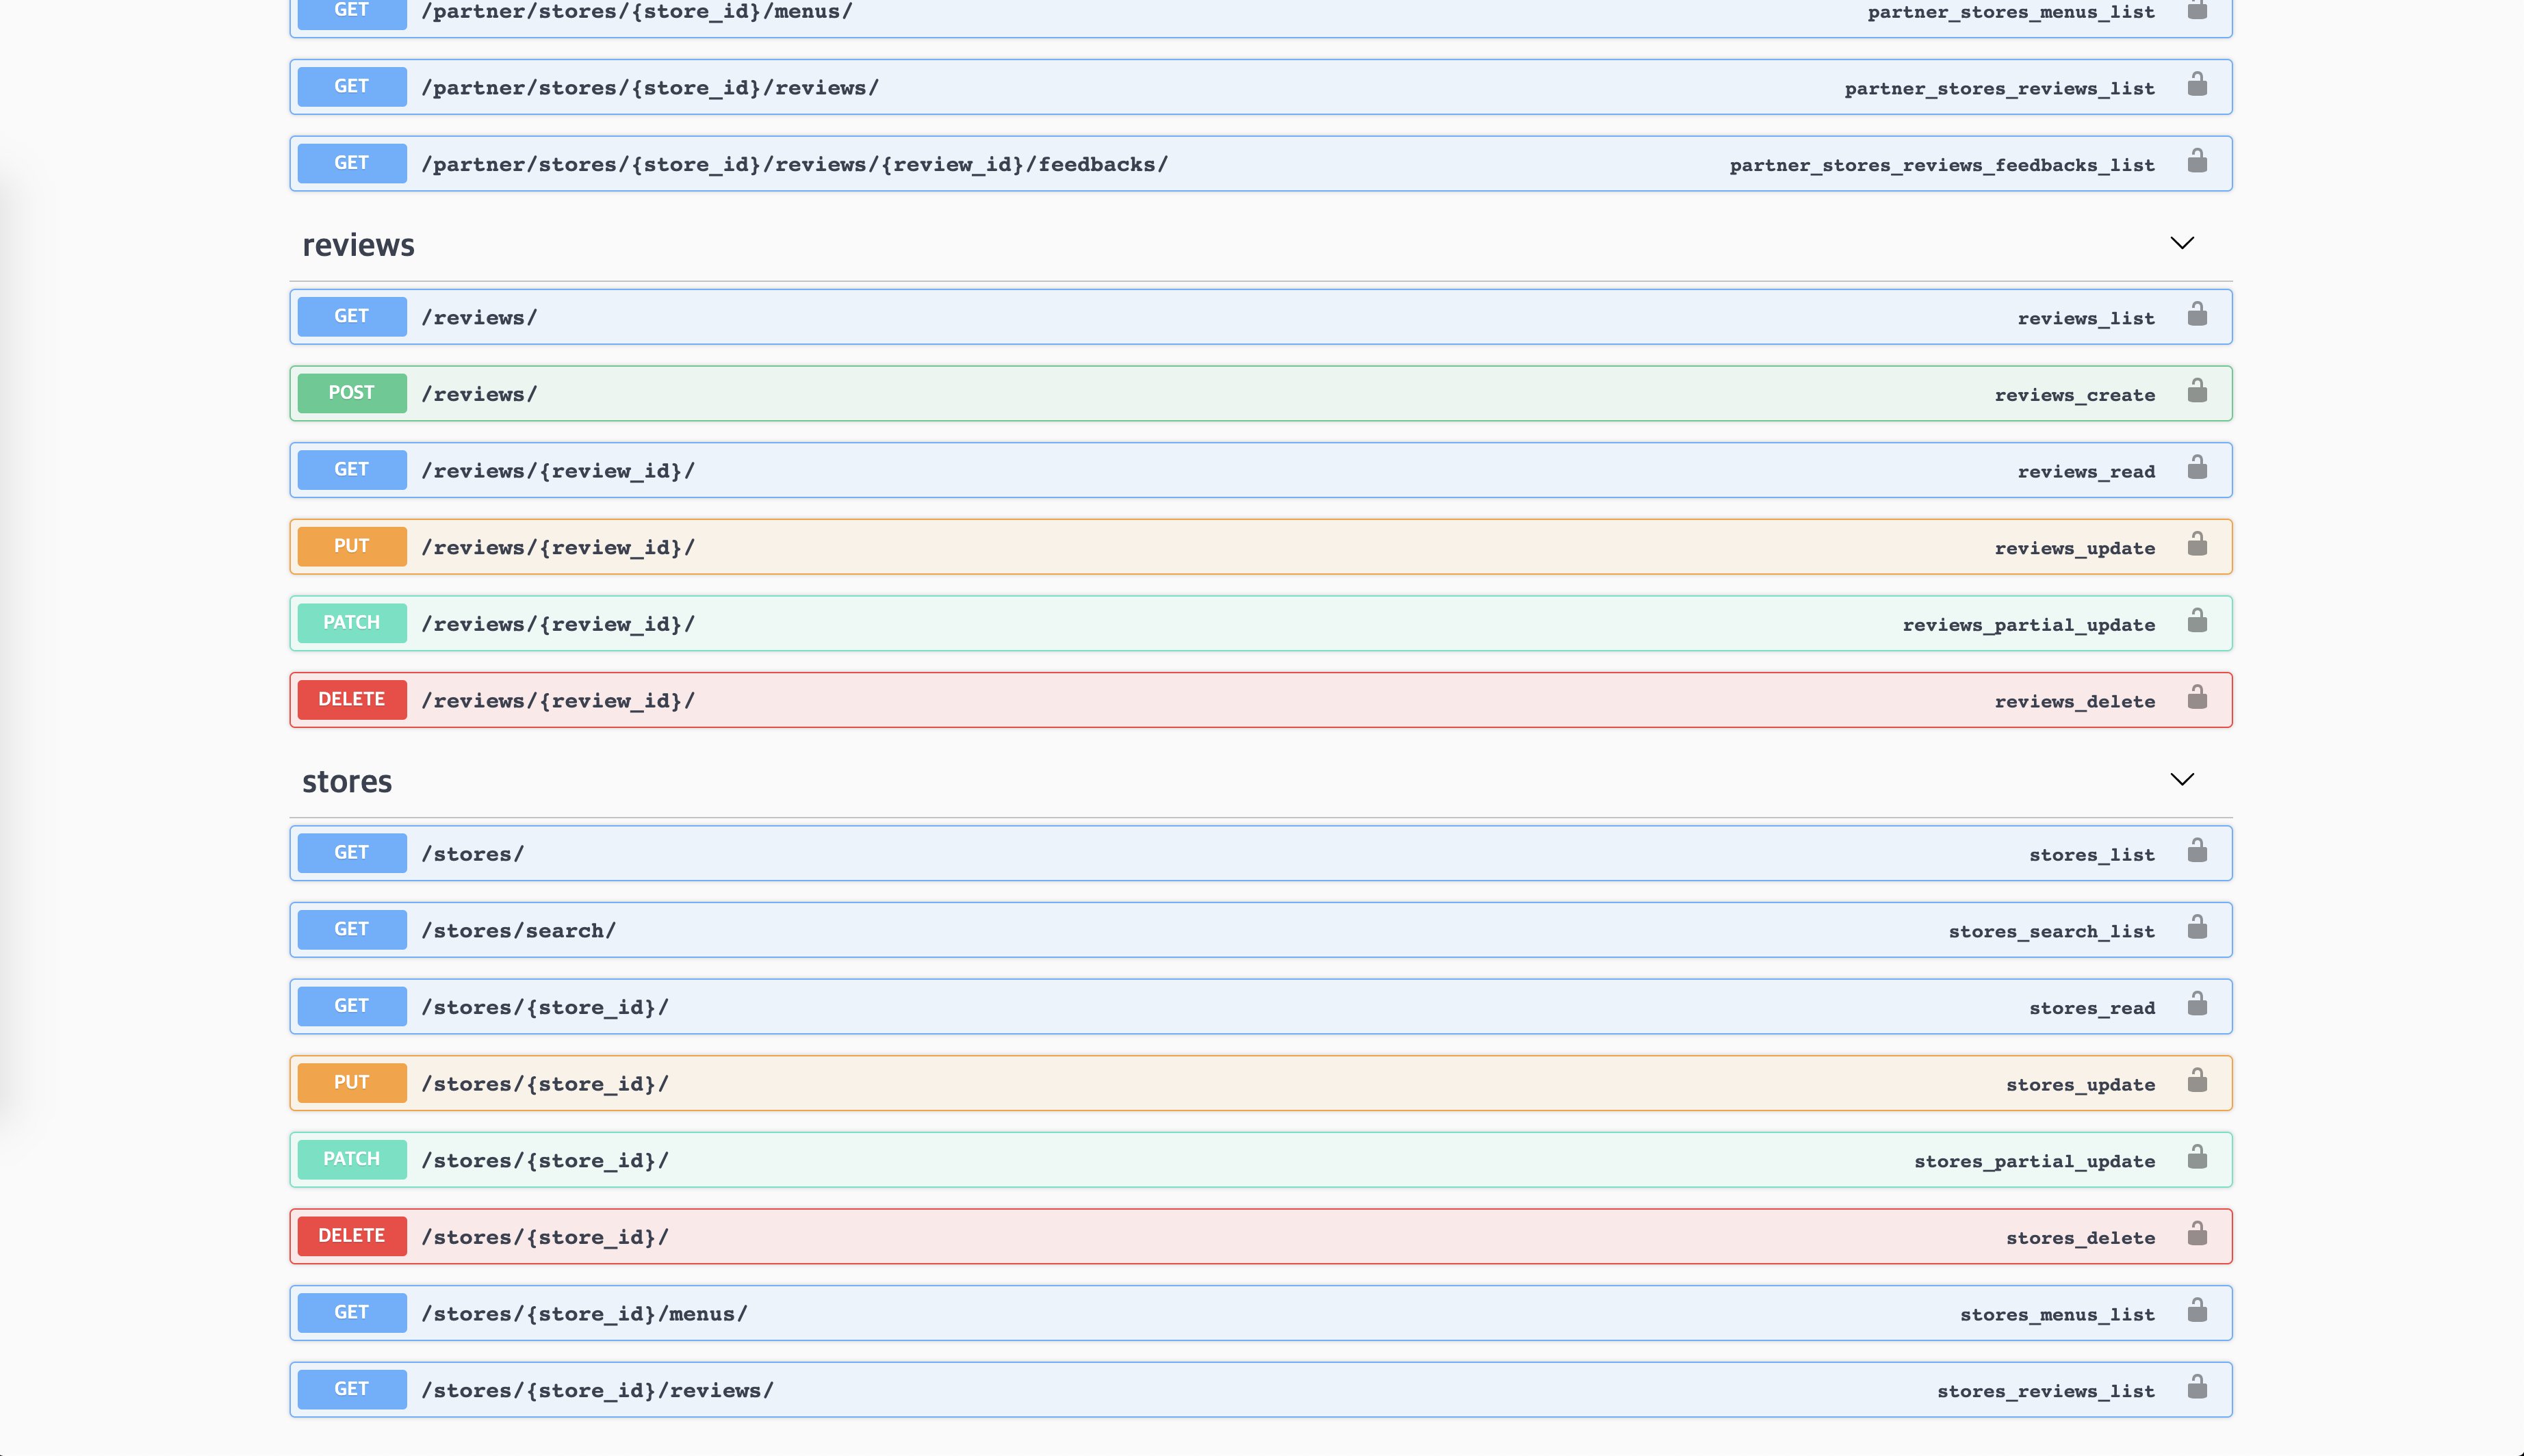 GET /partner/stores/{store_id}/menus/ partner_stores_menus_list
GET /partner/stores/{store_id}/reviews/ partner_stores_reviews_list
GET /partner/stores/{store_id}/reviews/{review_id}/feedbacks/ partner_stores_reviews_feedbacks_list
reviews
GET /reviews/ reviews_list
POST /reviews/ reviews_create
GET /reviews/{review_id}/ reviews_read
PUT /reviews/{review_id}/ reviews_update
PATCH /reviews/{review_id}/ reviews_partial_update
DELETE /reviews/{review_id}/ reviews_delete
stores
GET /stores/ stores_list
GET /stores/search/ stores_search_list
GET /stores/{store_id}/ stores_read
PUT /stores/{store_id}/ stores_update
PATCH /stores/{store_id}/ stores_partial_update
DELETE /stores/{store_id}/ stores_delete
GET /stores/{store_id}/menus/ stores_menus_list
GET /stores/{store_id}/reviews/ stores_reviews_list